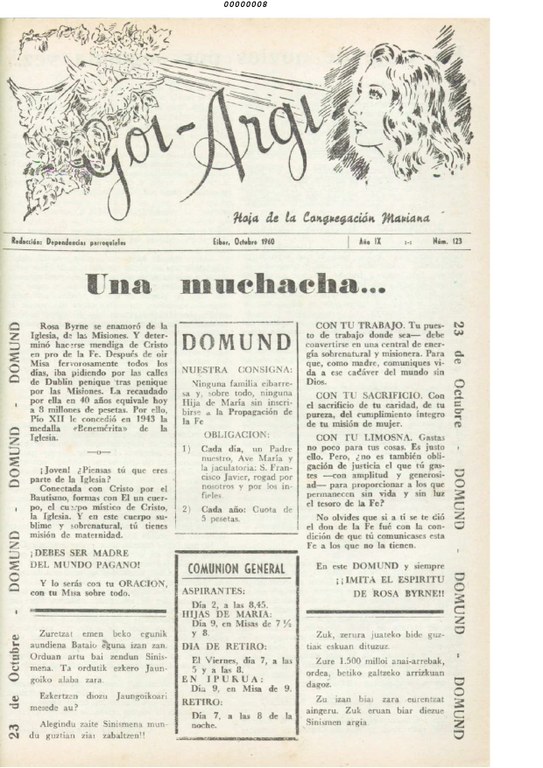 00000008
Goi-Argi
Hoja de la Congregación Mariana
Redacción: Dependencias parroquiales
Eibar, Octubre 1960
Año IX
Núm. 123
Una muchacha...
23 de Octubre - DOMUND - DOMUND - DOMUND
Rosa Byrne se enamoró de la
Iglesia, de las Misiones. Y deter-
minó hacerse mendiga de Cristo
en pro de la Fe. Después de oir
Misa fervorosamente todos los
días, iba pidiendo por las calles
de Dublín penique tras penique
por las Misiones. La recaudado
por ella en 40 años equivale hoy
a 8 millones de pesetas. Por ello,
Pío XII le concedió en 1943 la
medalla «Benemérita» de la
Iglesia.
—o—
¡Joven! ¿Piensas tú que eres
parte de la Iglesia?
Conectada con Cristo por el
Bautismo, formas con El un cuer-
po, el cuerpo místico de Cristo,
la Iglesia. Y en este cuerpo su-
blime y sobrenatural, tú tienes
misión de maternidad.
¡DEBES SER MADRE
DEL MUNDO PAGANO!
Y lo serás con tu ORACION,
con tu Misa sobre todo.
Zuretzat emen beko egunik
aundiena Bataio eguna izan zan.
Orduan artu bai zendun Sinis-
mena. Ta ordutik ezkero Jaun-
goiko alaba zara.
Eskertzen diozu Jaungoikoari
mesede au?
Alegindu zaite Sinismena mun-
du guztian ziar zabaltzen!!
DOMUND
NUESTRA CONSIGNA:
Ninguna familia eibarre-
sa y, sobre todo, ninguna
Hija de María sin inscri-
birse a la Propagación de
la Fe
OBLIGACION:
1) Cada día, un Padre
nuestro, Ave María y
la jaculatoria: S. Fran-
cisco Javier, rogad por
nosotros y por los in-
fieles
2) Cada año: Cuota de
5 pesetas.
COMUNION GENERAL
ASPIRANTES:
Día 2, a las 8,45.
HIJAS DE MARIA:
Día 9, en Misas de 7 ½
y 8.
DIA DE RETIRO:
El Viernes, día 7, a las
5 y a las 8.
EN IPURUA:
Día 9, en Misa de 9.
RETIRO:
Día 7, a las 8 de la
noche.
CON TU TRABAJO. Tu pues-
to de trabajo donde sea— debe
convertirse en una central de ener-
gía sobrenatural y misionera. Para
que, como madre, comuniques vi-
da a ese cadáver del mundo sin
Dios.
CON TU SACRIFICIO. Con
el sacrificio de tu caridad, de tu
pureza, del cumplimiento íntegro
de tu misión de mujer.
CON TU LIMOSNA. Gastas
no poco para tus cosas. Es justo
ello. Pero, ¿no es también obli-
gación de justicia el que tú gas-
tes —con amplitud y generosi-
dad— para proporcionar a los que
permanecen sin vida y sin luz
el tesoro de la Fe?
No olvides que si a ti se te dió
el don de la Fe fué con la con-
dición de que tú comunicases esta
Fe a los que no la tienen.
En este DOMUND y siempre
¡¡IMITA EL ESPIRITU
DE ROSA BYRNE!!
Zuk, zerura juateko bide guz-
tiak eskuan dituzuz.
Zure 1.500 milloi anai-arrebak,
ordea, betiko galtzeko arrizkuan
dagoz.
Zu izan biar zara eurentzat
aingeru. Zuk eruan biar diezue
Sinismen argia
23 de Octubre - DOMUND - DOMUND - DOMUND